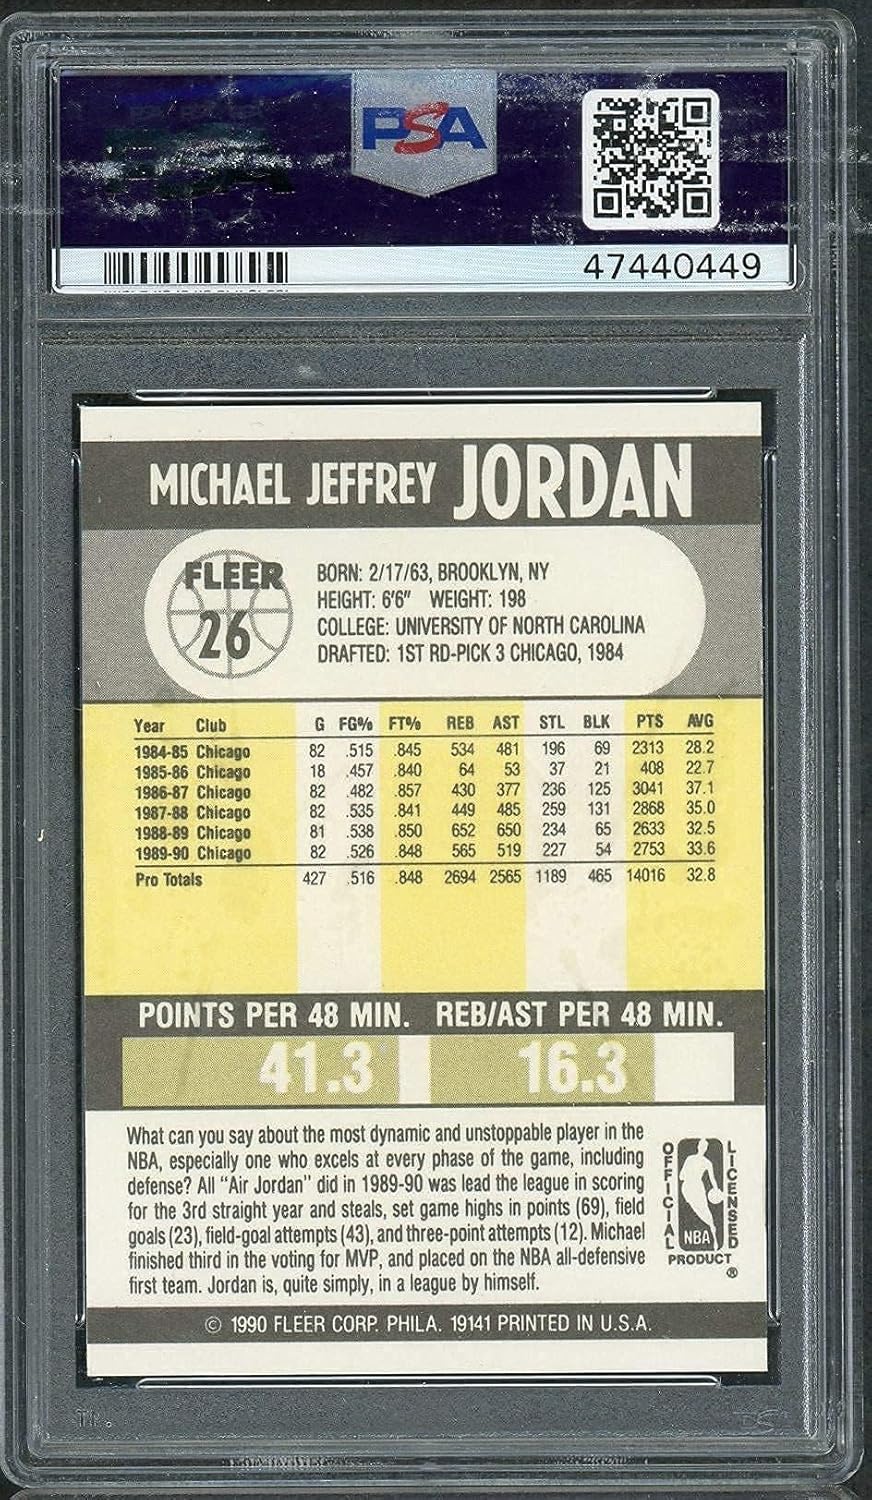 PSA
47440449
MICHAEL JEFFREY JORDAN
FLEER
26
BORN: 2/17/63, BROOKLYN, NY
HEIGHT: 6'6" WEIGHT: 198
COLLEGE: UNIVERSITY OF NORTH CAROLINA
DRAFTED: 1ST RD-PICK 3 CHICAGO, 1984
Year Club G FG% FT% REB AST STL BLK PTS AVG
1984-85 Chicago 82 .515 .845 534 481 196 69 2313 28.2
1985-86 Chicago 18 .457 .840 64 53 37 21 408 22.7
1986-87 Chicago 82 .482 .857 430 377 236 125 3041 37.1
1987-88 Chicago 82 .535 .841 449 485 259 131 2868 35.0
1988-89 Chicago 81 .538 .850 652 650 234 65 2633 32.5
1989-90 Chicago 82 .526 .848 565 519 227 54 2753 33.6
Pro Totals 427 .516 .848 2694 2565 1189 465 14016 32.8
POINTS PER 48 MIN. REB/AST PER 48 MIN.
41.3 16.3
What can you say about the most dynamic and unstoppable player in the
NBA, especially one who excels at every phase of the game, including
defense? All "Air Jordan" did in 1989-90 was lead the league in scoring
for the 3rd straight year and steals, set game highs in points (69), field
goals (23), field-goal attempts (43), and three-point attempts (12). Michael
finished third in the voting for MVP, and placed on the NBA all-defensive
first team. Jordan is, quite simply, in a league by himself.
OFFICIAL
NBA
LICENSED
PRODUCT
®
© 1990 FLEER CORP. PHILA. 19141 PRINTED IN U.S.A.